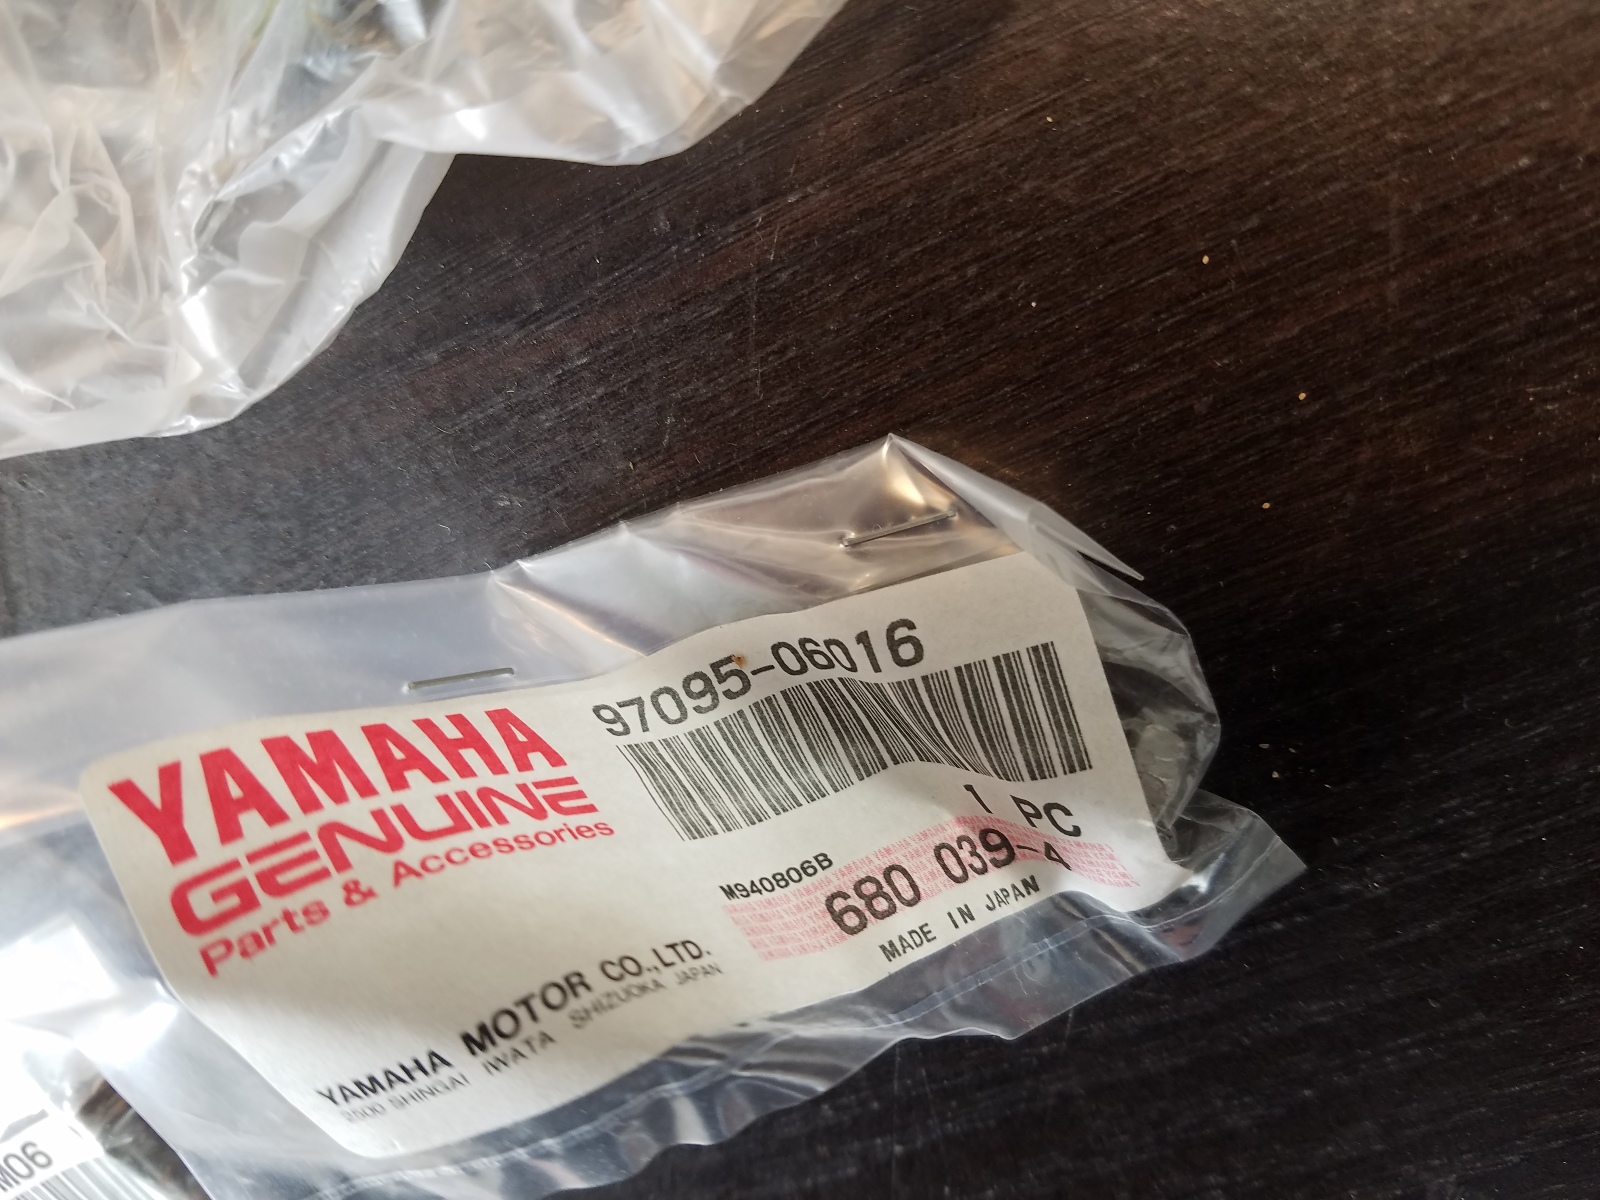 97095-06016
YAMAHA
GENUINE
Parts & Accessories
1 PC
M940806B
680 039-4
MADE IN JAPAN
YAMAHA MOTOR CO.,LTD.
2500 SHINGAI IWATA SHIZUOKA JAPAN
M06